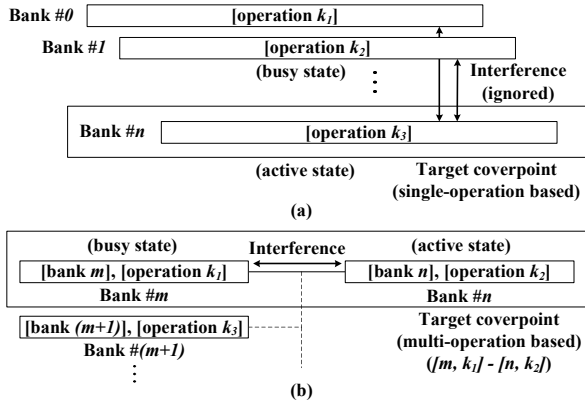 Bank #0 [operation k1]
Bank #1 [operation k2]
(busy state) Interference
(ignored)
Bank #n [operation k3]
(active state) Target coverpoint
(single-operation based)
(a)
(busy state) Interference (active state)
[bank m], [operation k1] [bank n], [operation k2]
Bank #m Bank #n
[bank (m+1)], [operation k3] Target coverpoint
Bank #(m+1) (multi-operation based)
([m, k1] - [n, k2])
(b)